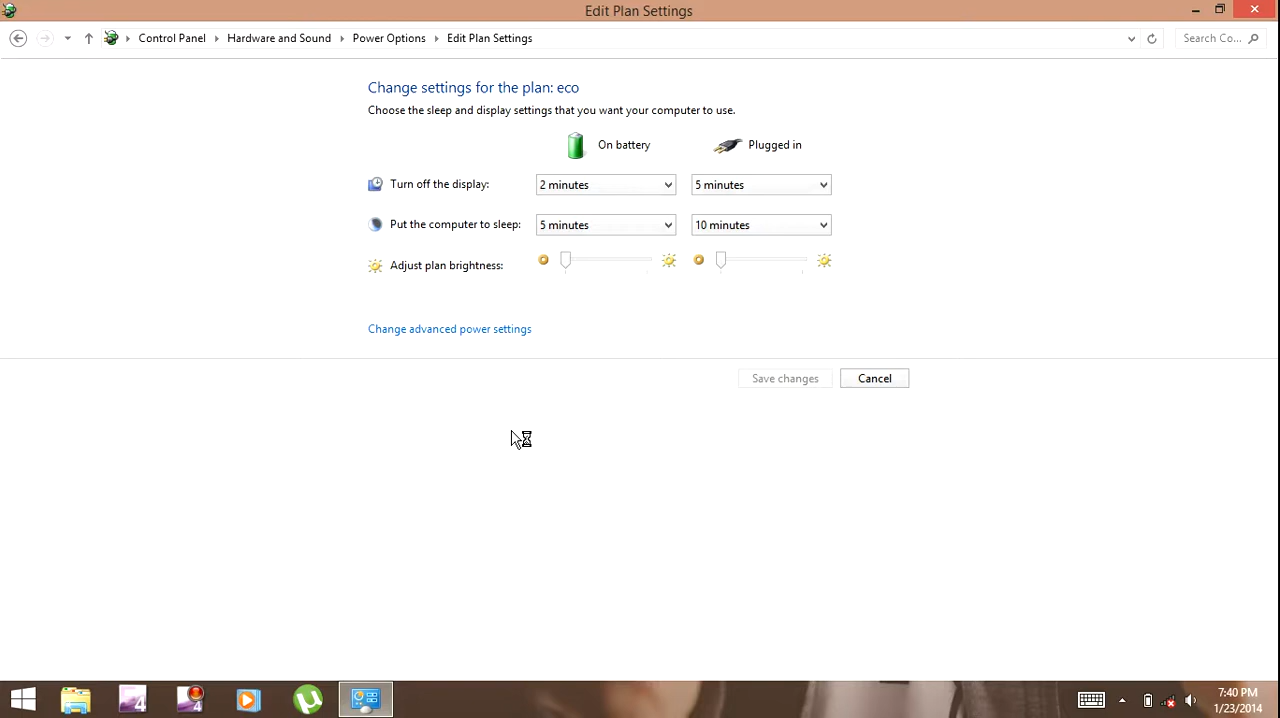 Edit Plan Settings
Control Panel
Hardware and Sound
Power Options
Edit Plan Settings
Search Co...
Change settings for the plan: eco
Choose the sleep and display settings that you want your computer to use.
On battery
Plugged in
Turn off the display:
2 minutes
5 minutes
Put the computer to sleep:
5 minutes
10 minutes
Adjust plan brightness:
Change advanced power settings
Save changes
Cancel
4
4
7:40 PM
1/23/2014